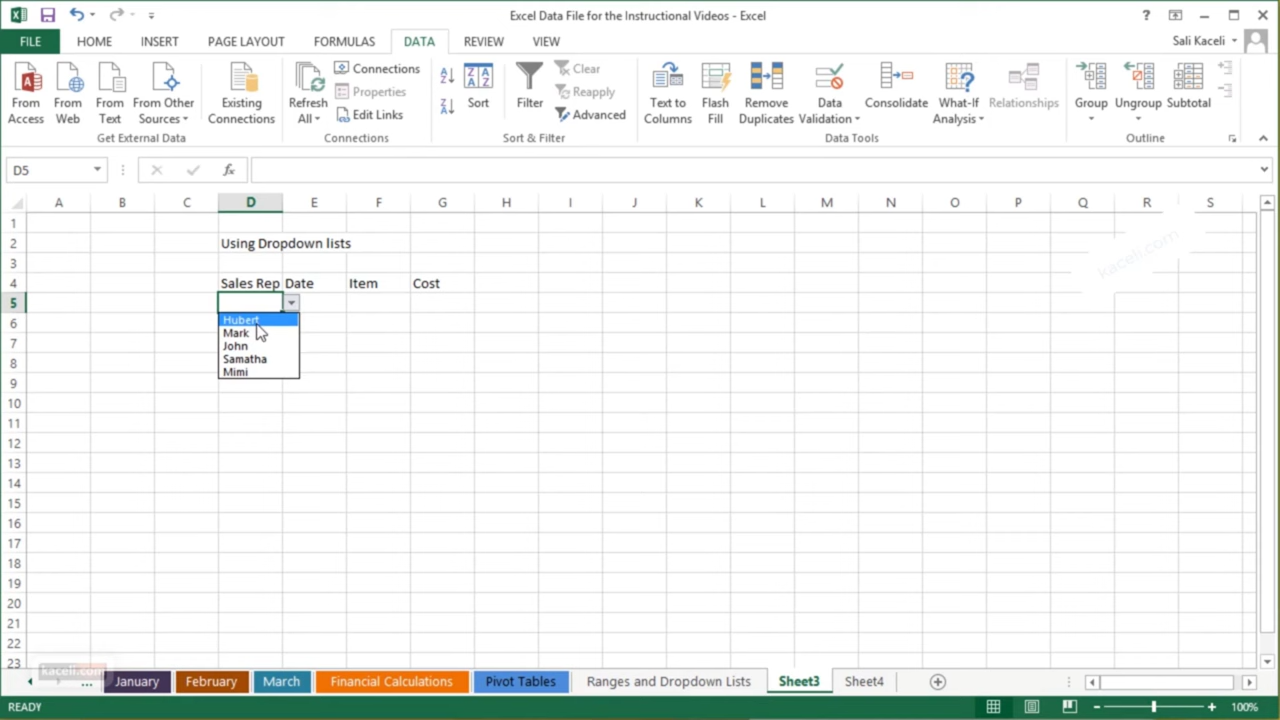 Excel Data File for the Instructional Videos - Excel
?
FILE HOME INSERT PAGE LAYOUT FORMULAS DATA REVIEW VIEW Sali Kaceli
From Access
From Web
From Text
From Other Sources
Existing Connections
Get External Data
Refresh All
Connections
Properties
Edit Links
Connections
Sort
Filter
Clear
Reapply
Advanced
Sort & Filter
Text to Columns
Flash Fill
Remove Duplicates
Data Validation
Consolidate
What-If Analysis
Relationships
Data Tools
Group
Ungroup
Subtotal
Outline
D5 fx
A B C D E F G H I J K L M N O P Q R S
1
2 Using Dropdown lists
3
4 Sales Rep Date Item Cost
5
Hubert
Mark
John
Samatha
Mimi
6
7
8
9
10
11
12
13
14
15
16
17
18
19
20
21
22
23
kaceli.com
kaceli.com
... January February March Financial Calculations Pivot Tables Ranges and Dropdown Lists Sheet3 Sheet4
READY 100%